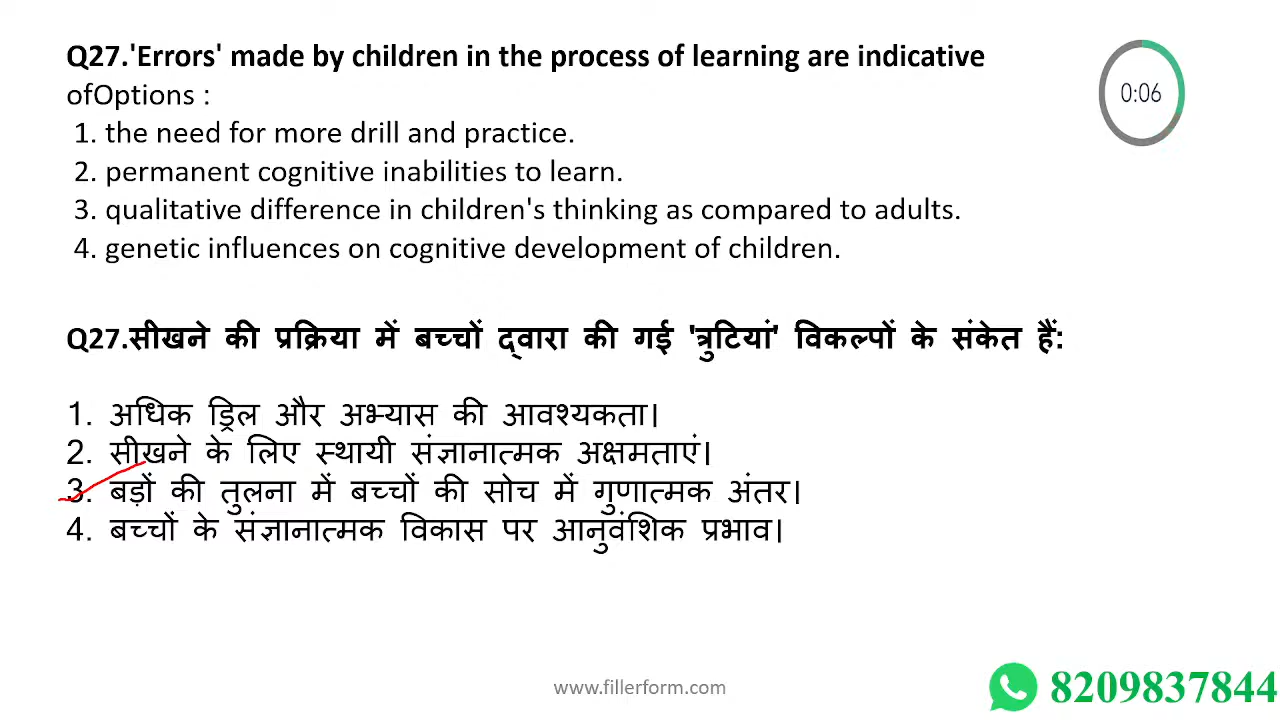 Q27.'Errors' made by children in the process of learning are indicative
ofOptions :
1. the need for more drill and practice.
2. permanent cognitive inabilities to learn.
3. qualitative difference in children's thinking as compared to adults.
4. genetic influences on cognitive development of children.
0:06
Q27.सीखने की प्रक्रिया में बच्चों द्वारा की गई 'त्रुटियां' विकल्पों के संकेत हैं:
1. अधिक ड्रिल और अभ्यास की आवश्यकता।
2. सीखने के लिए स्थायी संज्ञानात्मक अक्षमताएं।
3. बड़ों की तुलना में बच्चों की सोच में गुणात्मक अंतर।
4. बच्चों के संज्ञानात्मक विकास पर आनुवंशिक प्रभाव।
www.fillerform.com
8209837844